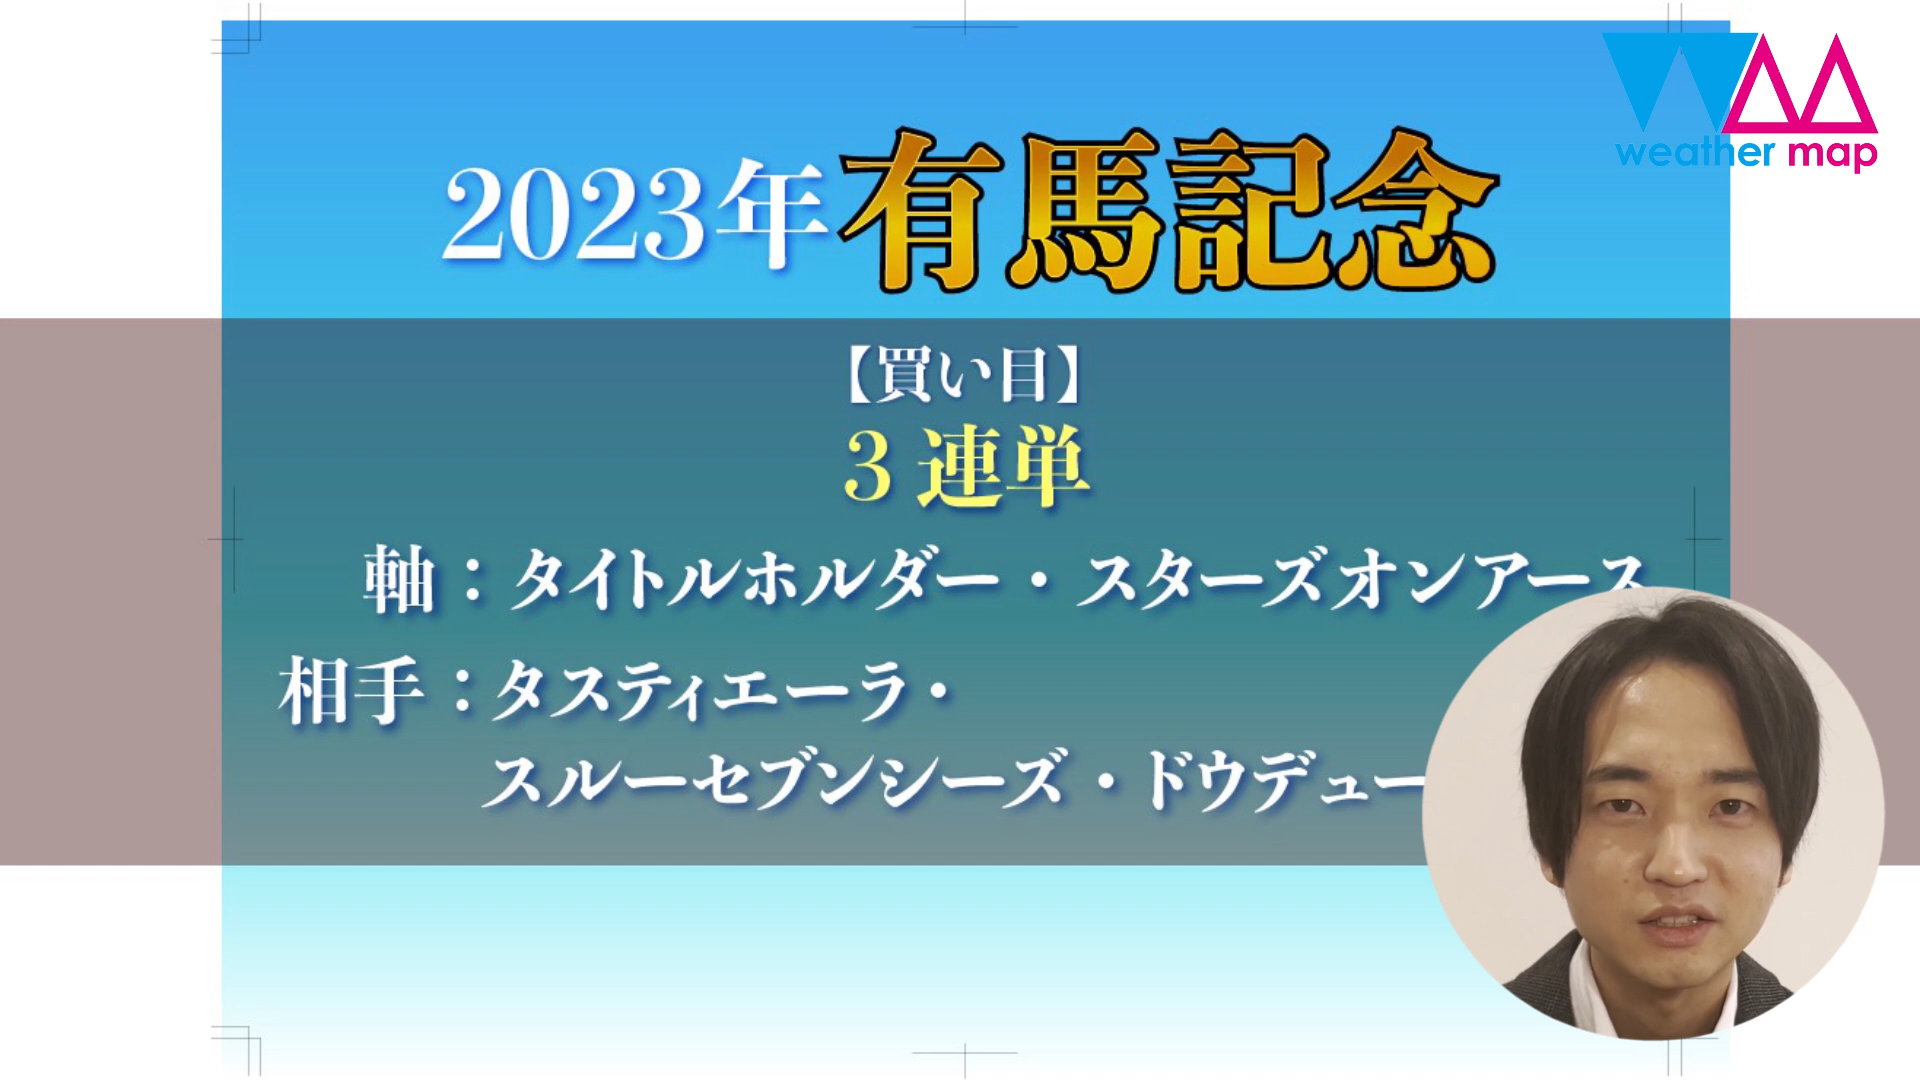 weather map
2023年有馬記念
【買い目】
3連単
軸：タイトルホルダー・スターズオンアース
相手：タスティエーラ・
スルーセブンシーズ・ドウデュー